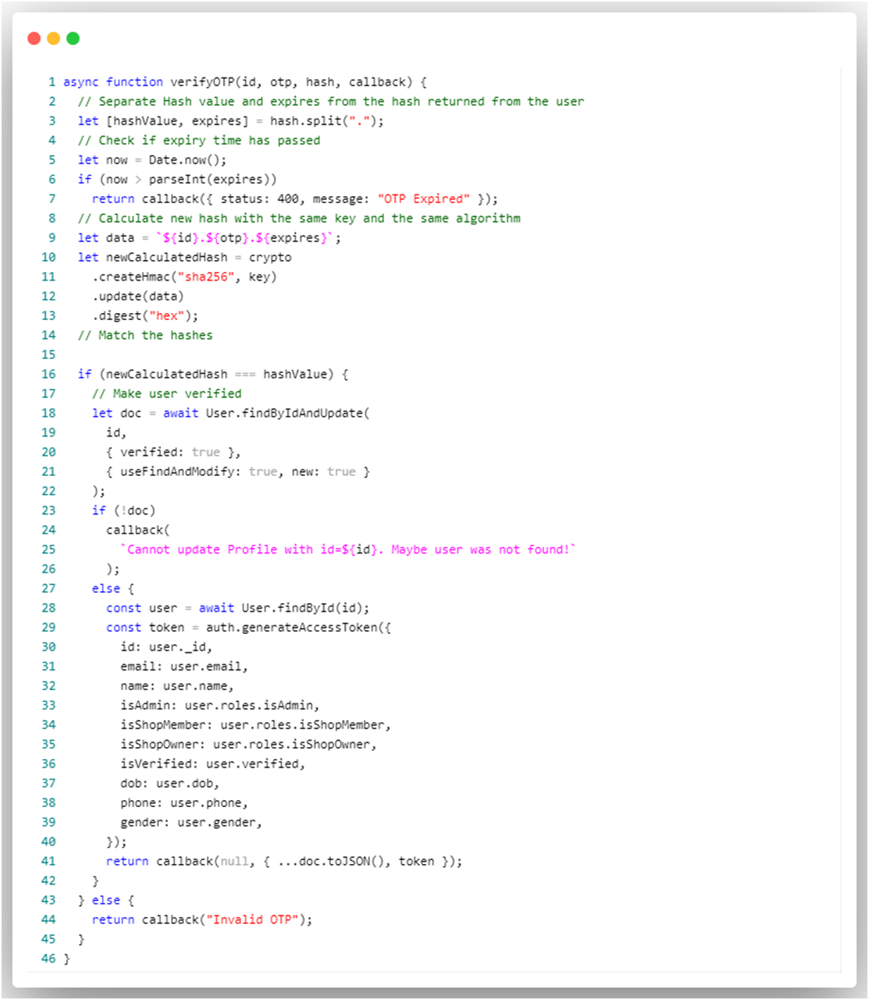 1 async function verifyOTP(id, otp, hash, callback) {
2   // Separate Hash value and expires from the hash returned from the user
3   let [hashValue, expires] = hash.split(".");
4   // Check if expiry time has passed
5   let now = Date.now();
6   if (now > parseInt(expires))
7     return callback({ status: 400, message: "OTP Expired" });
8   // Calculate new hash with the same key and the same algorithm
9   let data = `${id}.${otp}.${expires}`;
10   let newCalculatedHash = crypto
11     .createHmac("sha256", key)
12     .update(data)
13     .digest("hex");
14   // Match the hashes
15
16   if (newCalculatedHash === hashValue) {
17     // Make user verified
18     let doc = await User.findByIdAndUpdate(
19       id,
20       { verified: true },
21       { useFindAndModify: true, new: true }
22     );
23     if (!doc)
24       callback(
25         `Cannot update Profile with id=${id}. Maybe user was not found!`
26       );
27     else {
28       const user = await User.findById(id);
29       const token = auth.generateAccessToken({
30         id: user._id,
31         email: user.email,
32         name: user.name,
33         isAdmin: user.roles.isAdmin,
34         isShopMember: user.roles.isShopMember,
35         isShopOwner: user.roles.isShopOwner,
36         isVerified: user.verified,
37         dob: user.dob,
38         phone: user.phone,
39         gender: user.gender,
40       });
41       return callback(null, { ...doc.toJSON(), token });
42     }
43   } else {
44     return callback("Invalid OTP");
45   }
46 }